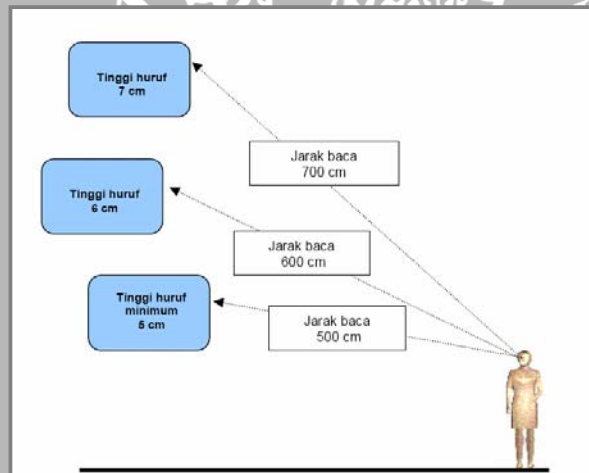 Tinggi huruf
7 cm
Jarak baca
700 cm
Tinggi huruf
6 cm
Jarak baca
600 cm
Tinggi huruf
minimum
5 cm
Jarak baca
500 cm